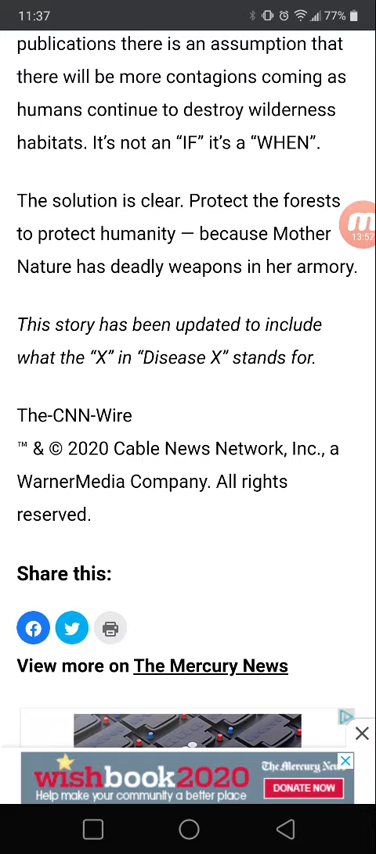 11:37
77%
publications there is an assumption that
there will be more contagions coming as
humans continue to destroy wilderness
habitats. It’s not an “IF” it’s a “WHEN”.
The solution is clear. Protect the forests
to protect humanity — because Mother
Nature has deadly weapons in her armory.
13:57
This story has been updated to include
what the “X” in “Disease X” stands for.
The-CNN-Wire
™ & © 2020 Cable News Network, Inc., a
WarnerMedia Company. All rights
reserved.
Share this:
View more on The Mercury News
wishbook2020
Help make your community a better place
The Mercury News
DONATE NOW